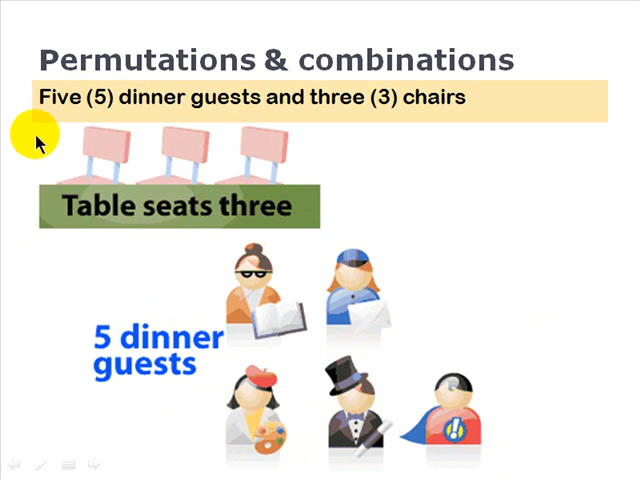 Permutations & combinations
Five (5) dinner guests and three (3) chairs
Table seats three
5 dinner
guests